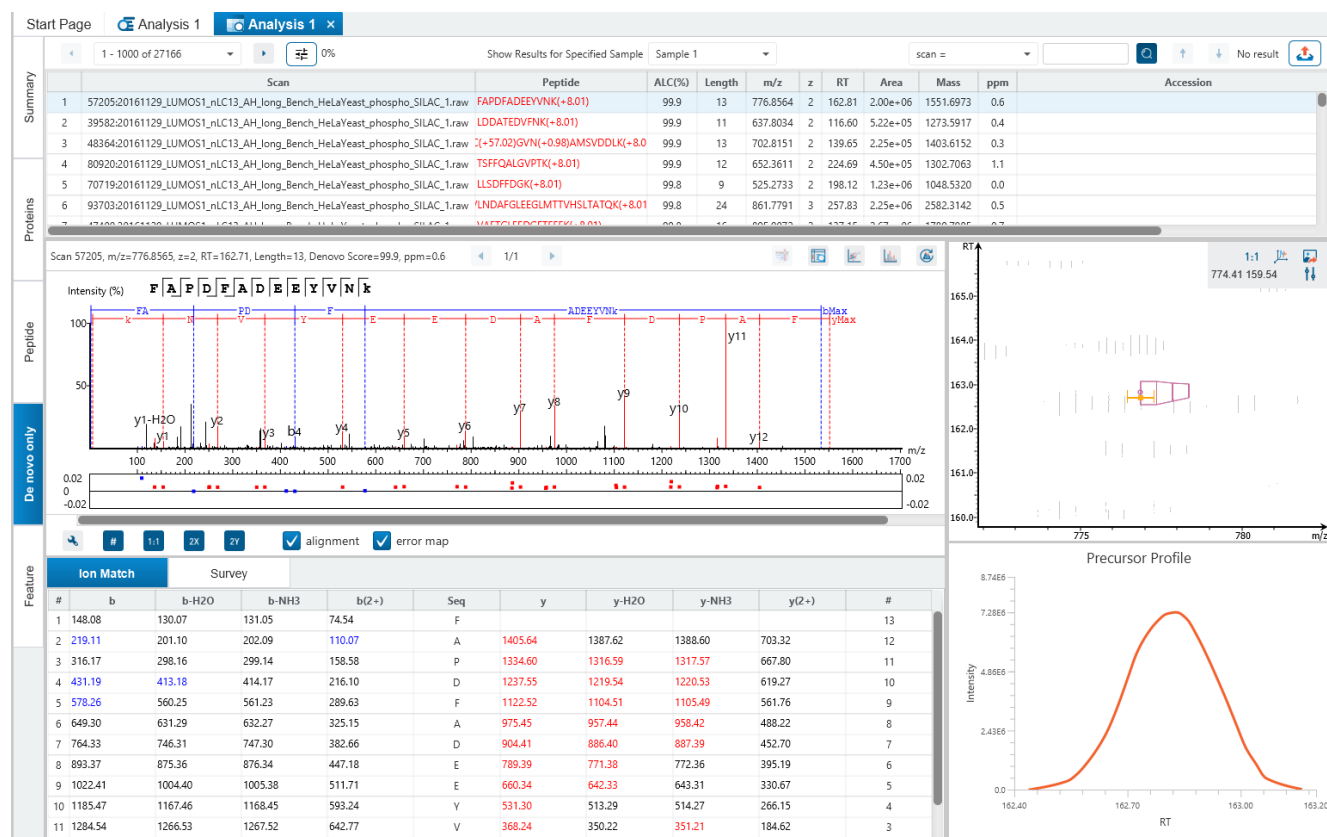 Start Page Analysis 1 Analysis 1 ×
1 - 1000 of 27166 0% Show Results for Specified Sample Sample 1 scan = No result
Summary
Proteins
Peptide
De novo only
Feature
Scan Peptide ALC(%) Length m/z z RT Area Mass ppm Accession
1 57205:20161129_LUMOS1_nLC13_AH_long_Bench_HeLaYeast_phospho_SILAC_1.raw FAPDFADEEYVNK(+8.01) 99.9 13 776.8564 2 162.81 2.00e+06 1551.6973 0.6
2 39582:20161129_LUMOS1_nLC13_AH_long_Bench_HeLaYeast_phospho_SILAC_1.raw LDDATEDVFNK(+8.01) 99.9 11 637.8034 2 116.60 5.22e+05 1273.5917 0.4
3 48364:20161129_LUMOS1_nLC13_AH_long_Bench_HeLaYeast_phospho_SILAC_1.raw C(+57.02)GVN(+0.98)AMSVDDLK(+8.0 99.9 13 702.8151 2 139.65 2.25e+05 1403.6152 0.3
4 80920:20161129_LUMOS1_nLC13_AH_long_Bench_HeLaYeast_phospho_SILAC_1.raw TSFFQALGVPTK(+8.01) 99.9 12 652.3611 2 224.69 4.50e+05 1302.7063 1.1
5 70719:20161129_LUMOS1_nLC13_AH_long_Bench_HeLaYeast_phospho_SILAC_1.raw LLSDFFDGK(+8.01) 99.8 9 525.2733 2 198.12 1.23e+06 1048.5320 0.0
6 93703:20161129_LUMOS1_nLC13_AH_long_Bench_HeLaYeast_phospho_SILAC_1.raw LNDAFGLEEGLMTTVHSLTATQK(+8.01 99.8 24 861.7791 3 257.83 2.25e+06 2582.3142 0.5
Scan 57205, m/z=776.8565, z=2, RT=162.71, Length=13, Denovo Score=99.9, ppm=0.6 1/1
Intensity (%) F A P D F A D E E Y V N k
FA PD F ADEEYVNk bMax
k N V Y E E D A F D P A F yMax
100
50
y1-H2O y1 y2 y3 b4 y4 y5 y6 y7 y8 y9 y10 y11 y12
100 200 300 400 500 600 700 800 900 1000 1100 1200 1300 1400 1500 1600 1700 m/z
0.02 0.02
0
-0.02 -0.02
# 1:1 2X 2Y alignment error map
Ion Match Survey
# b b-H2O b-NH3 b(2+) Seq y y-H2O y-NH3 y(2+) #
1 148.08 130.07 131.05 74.54 F 13
2 219.11 201.10 202.09 110.07 A 1405.64 1387.62 1388.60 703.32 12
3 316.17 298.16 299.14 158.58 P 1334.60 1316.59 1317.57 667.80 11
4 431.19 413.18 414.17 216.10 D 1237.55 1219.54 1220.53 619.27 10
5 578.26 560.25 561.23 289.63 F 1122.52 1104.51 1105.49 561.76 9
6 649.30 631.29 632.27 325.15 A 975.45 957.44 958.42 488.22 8
7 764.33 746.31 747.30 382.66 D 904.41 886.40 887.39 452.70 7
8 893.37 875.36 876.34 447.18 E 789.39 771.38 772.36 395.19 6
9 1022.41 1004.40 1005.38 511.71 E 660.34 642.33 643.31 330.67 5
10 1185.47 1167.46 1168.45 593.24 Y 531.30 513.29 514.27 266.15 4
11 1284.54 1266.53 1267.52 642.77 V 368.24 350.22 351.21 184.62 3
RT
1:1
774.41 159.54
165.0
164.0
163.0
162.0
161.0
160.0
775 780 m/z
Precursor Profile
8.74E6
7.28E6
4.86E6
2.43E6
0.0
Intensity
162.40 162.70 163.00 163.20
RT